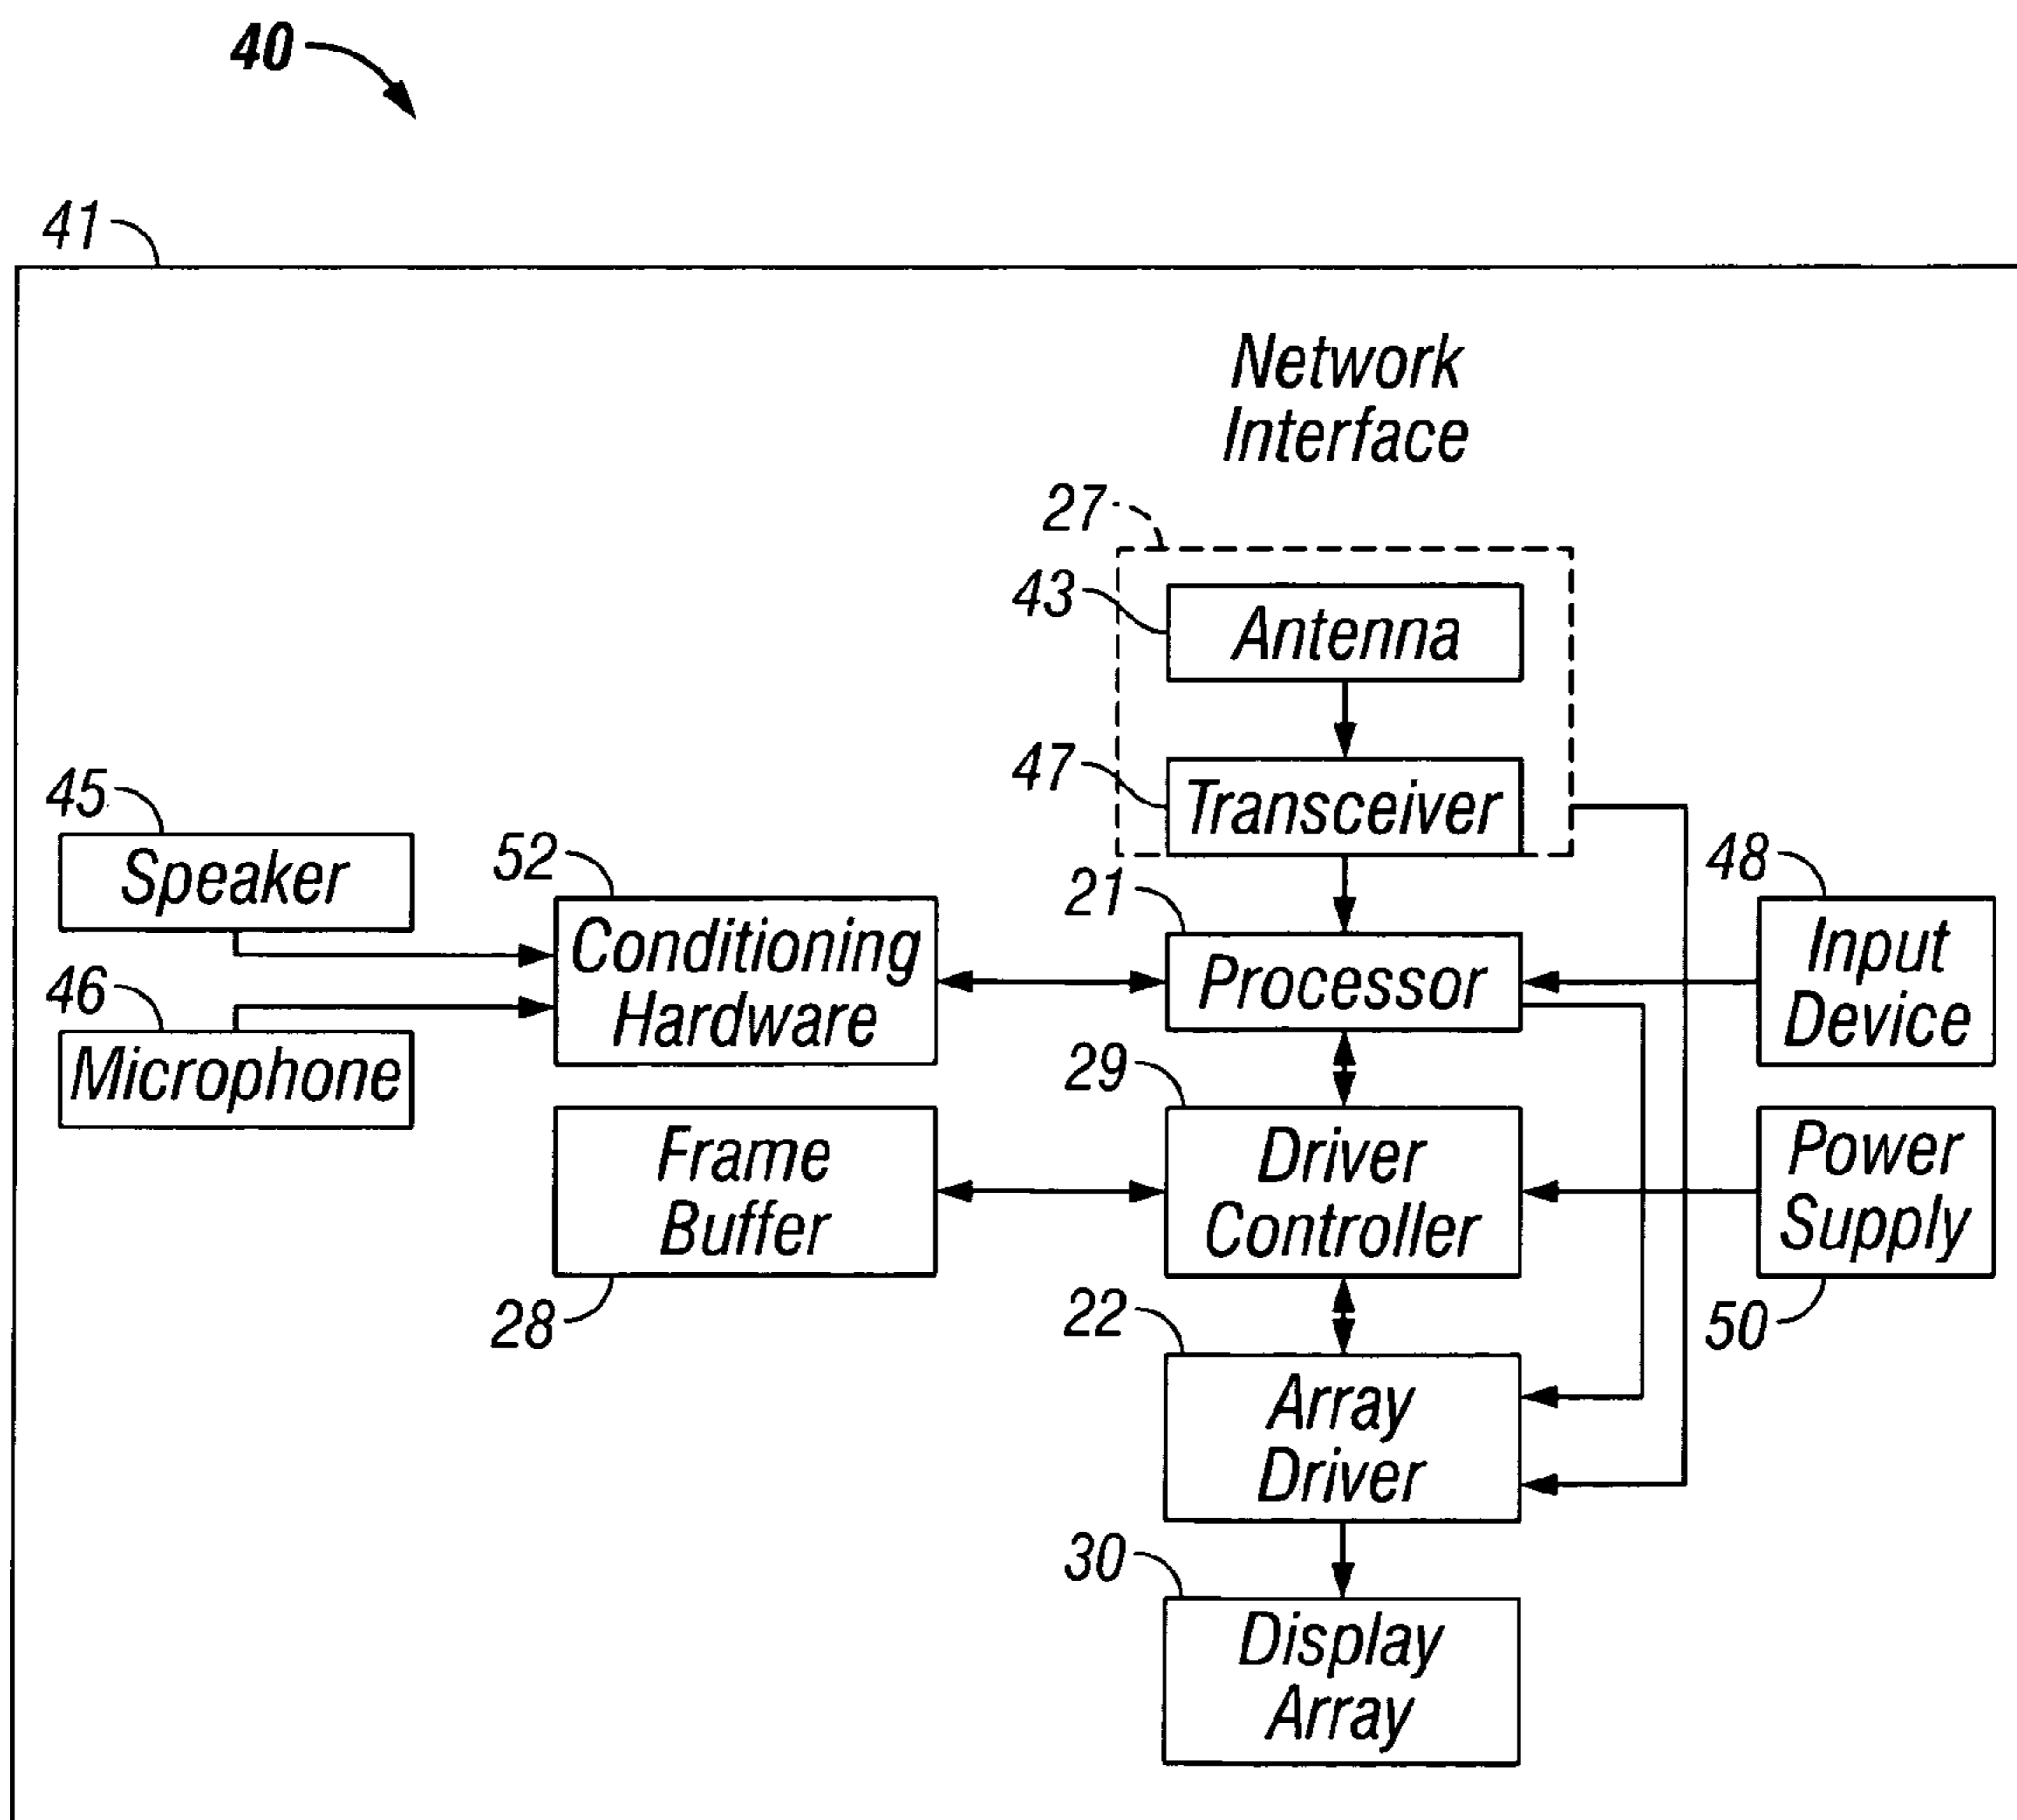 40
41
Network
Interface
27
43
Antenna
47
Transceiver
45
Speaker
52
Conditioning
Hardware
21
Processor
48
Input
Device
46
Microphone
29
Driver
Controller
Frame
Buffer
28
Power
Supply
50
22
Array
Driver
30
Display
Array